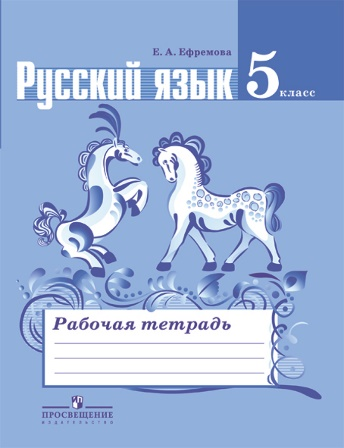 Е. А. Ефремова
Русский язык 5 класс
Рабочая тетрадь
ПРОСВЕЩЕНИЕ
ИЗДАТЕЛЬСТВО